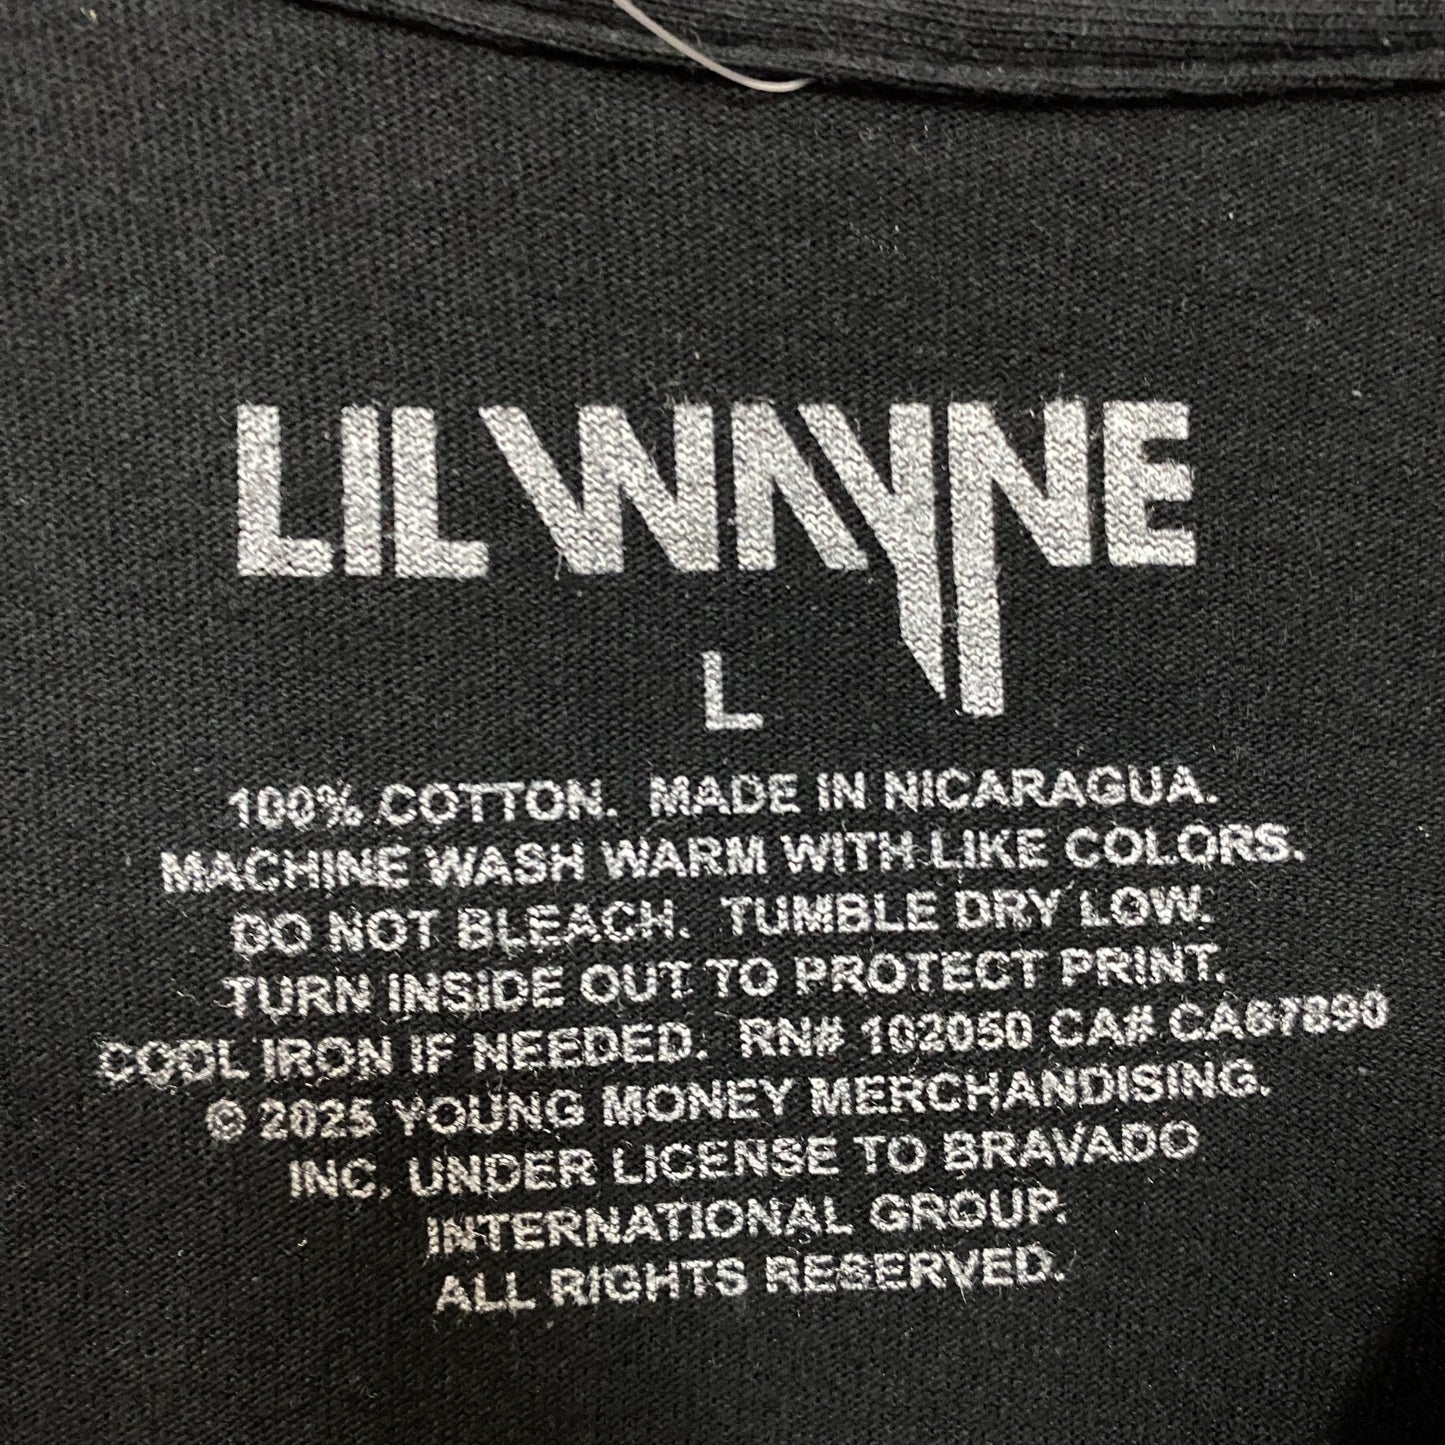 LIL WAYNE
L
100% COTTON. MADE IN NICARAGUA.
MACHINE WASH WARM WITH LIKE COLORS.
DO NOT BLEACH. TUMBLE DRY LOW.
TURN INSIDE OUT TO PROTECT PRINT.
COOL IRON IF NEEDED. RN# 102050 CA# CA67890
© 2025 YOUNG MONEY MERCHANDISING.
INC, UNDER LICENSE TO BRAVADO
INTERNATIONAL GROUP.
ALL RIGHTS RESERVED.